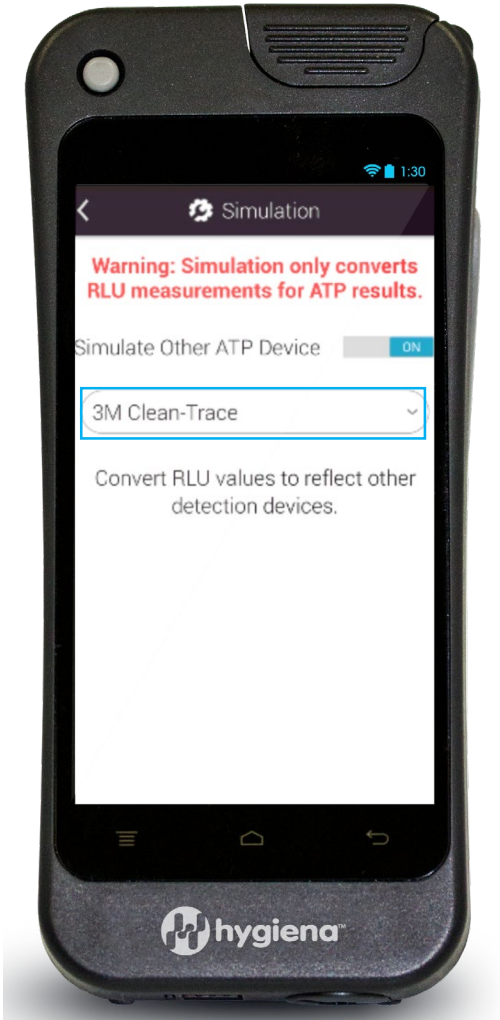 1:30
Simulation
Warning: Simulation only converts
RLU measurements for ATP results.
Simulate Other ATP Device ON
3M Clean-Trace
Convert RLU values to reflect other
detection devices.
hygiena™